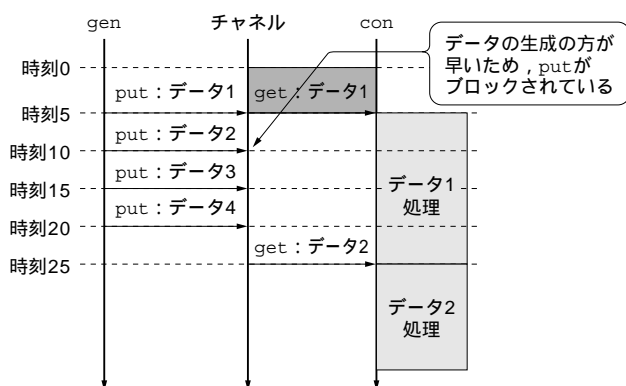 gen チャネル con
データの生成の方が
早いため，putが
ブロックされている
時刻0
put：データ1 get：データ1
時刻5
put：データ2
時刻10
put：データ3
時刻15
データ1
処理
put：データ4
時刻20
get：データ2
時刻25
データ2
処理